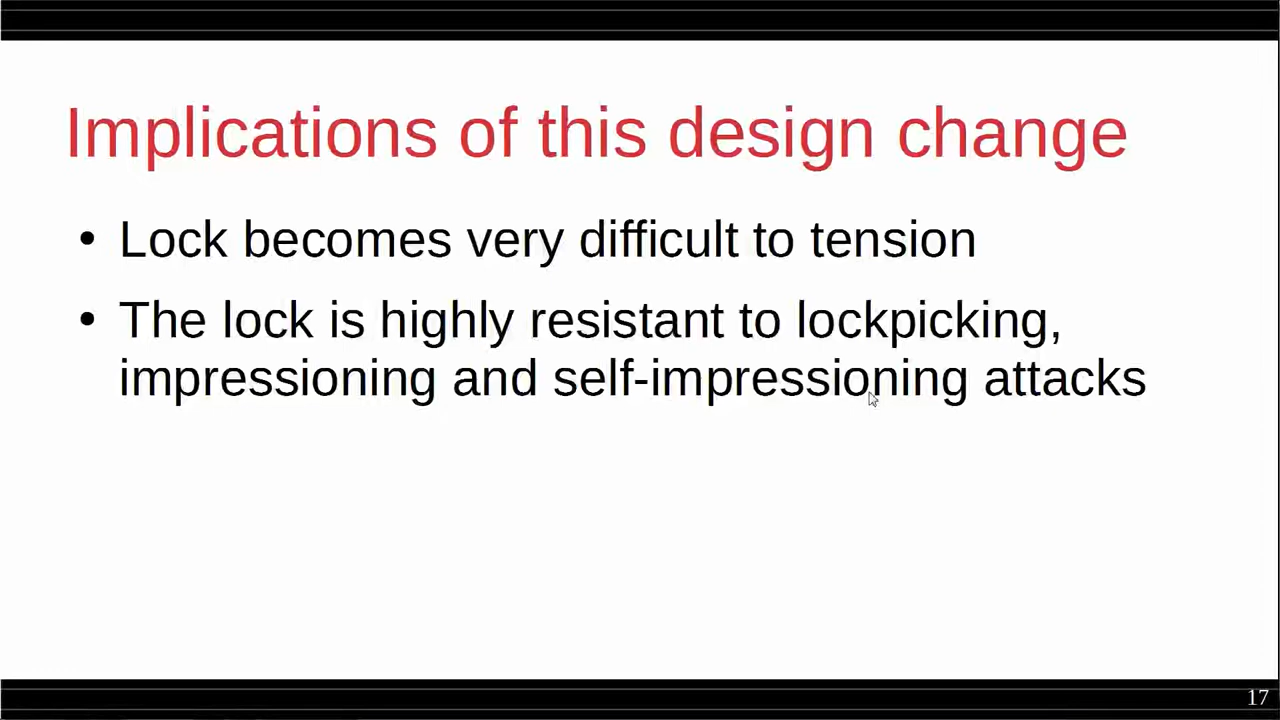 Implications of this design change
• Lock becomes very difficult to tension
• The lock is highly resistant to lockpicking,
impressioning and self-impressioning attacks
17